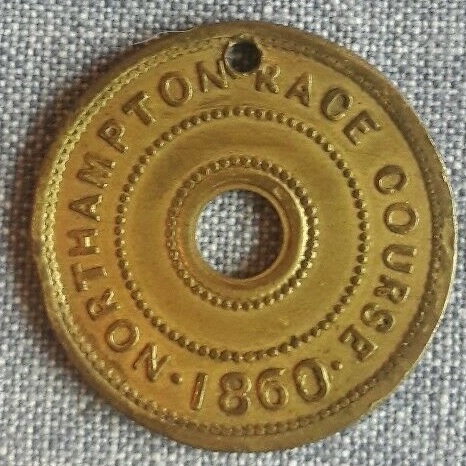 NORTHAMPTON RACE COURSE
· 1860 ·